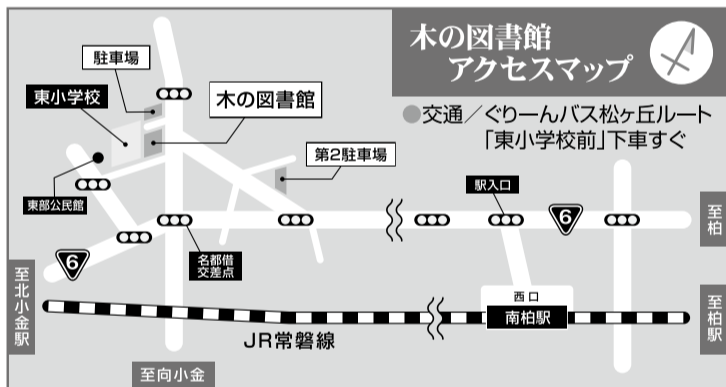 木の図書館
アクセスマップ
●交通／ぐりーんバス松ヶ丘ルート
「東小学校前」下車すぐ
駐車場
東小学校
木の図書館
第2駐車場
東部公民館
駅入口
6
6
名都借
交差点
至柏
至北小金駅
西口
南柏駅
至柏駅
JR常磐線
至向小金